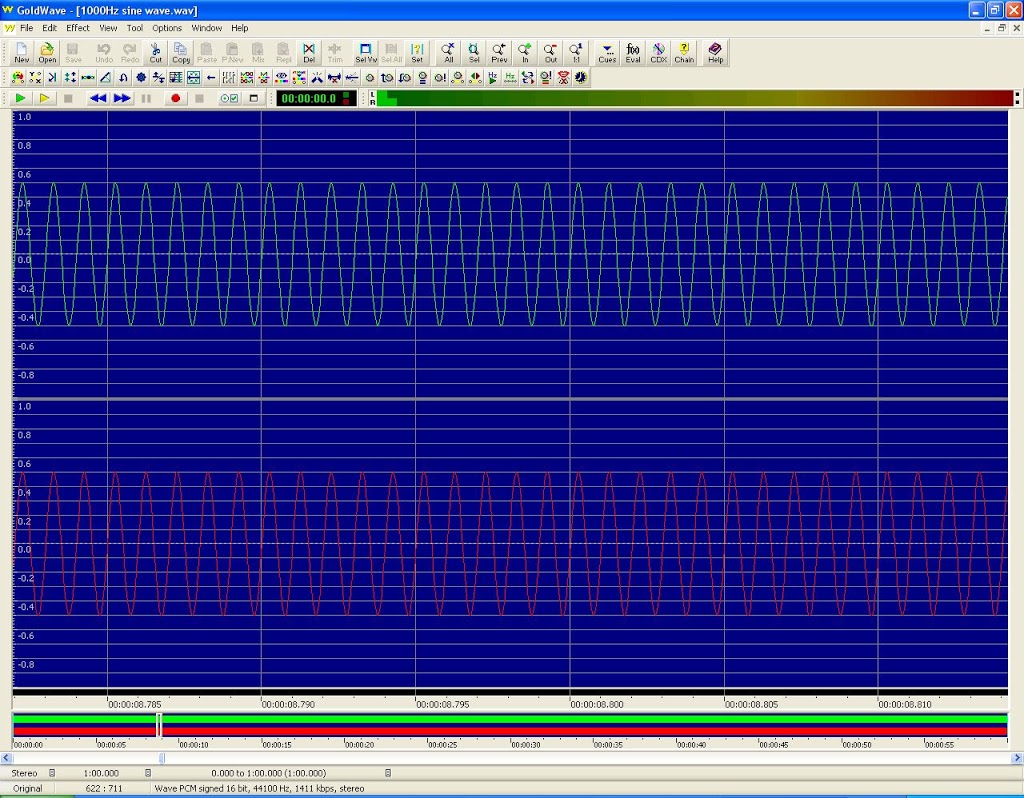 GoldWave - [1000Hz sine wave.wav]
File Edit Effect View Tool Options Window Help
New Open Save Undo Redo Cut Copy Paste P.New Mix Repl Del Trim Sel Vw Sel All Set All Sel Prev In Out 1:1 Cues Eval CDX Chain Help
00:00:00.0 L
R
1.0
0.8
0.6
0.4
0.2
0.0
-0.2
-0.4
-0.6
-0.8
1.0
0.8
0.6
0.4
0.2
0.0
-0.2
-0.4
-0.6
-0.8
00:00:08.785 00:00:08.790 00:00:08.795 00:00:08.800 00:00:08.805 00:00:08.810
00:00:00 00:00:05 00:00:10 00:00:15 00:00:20 00:00:25 00:00:30 00:00:35 00:00:40 00:00:45 00:00:50 00:00:55
Stereo 1:00.000 0.000 to 1:00.000 (1:00.000)
Original 622 : 711 Wave PCM signed 16 bit, 44100 Hz, 1411 kbps, stereo